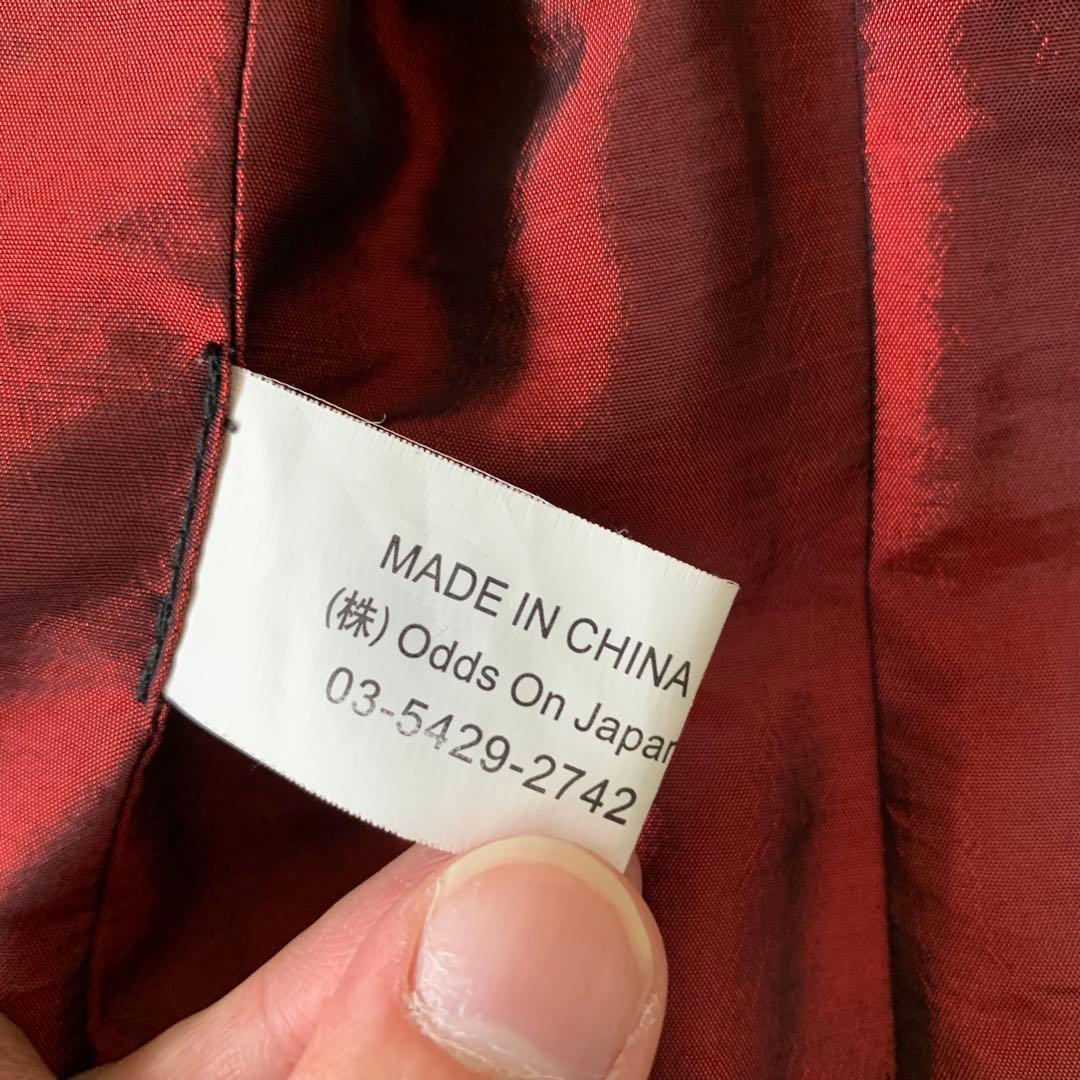 MADE IN CHINA
(株) Odds On Japan
03-5429-2742